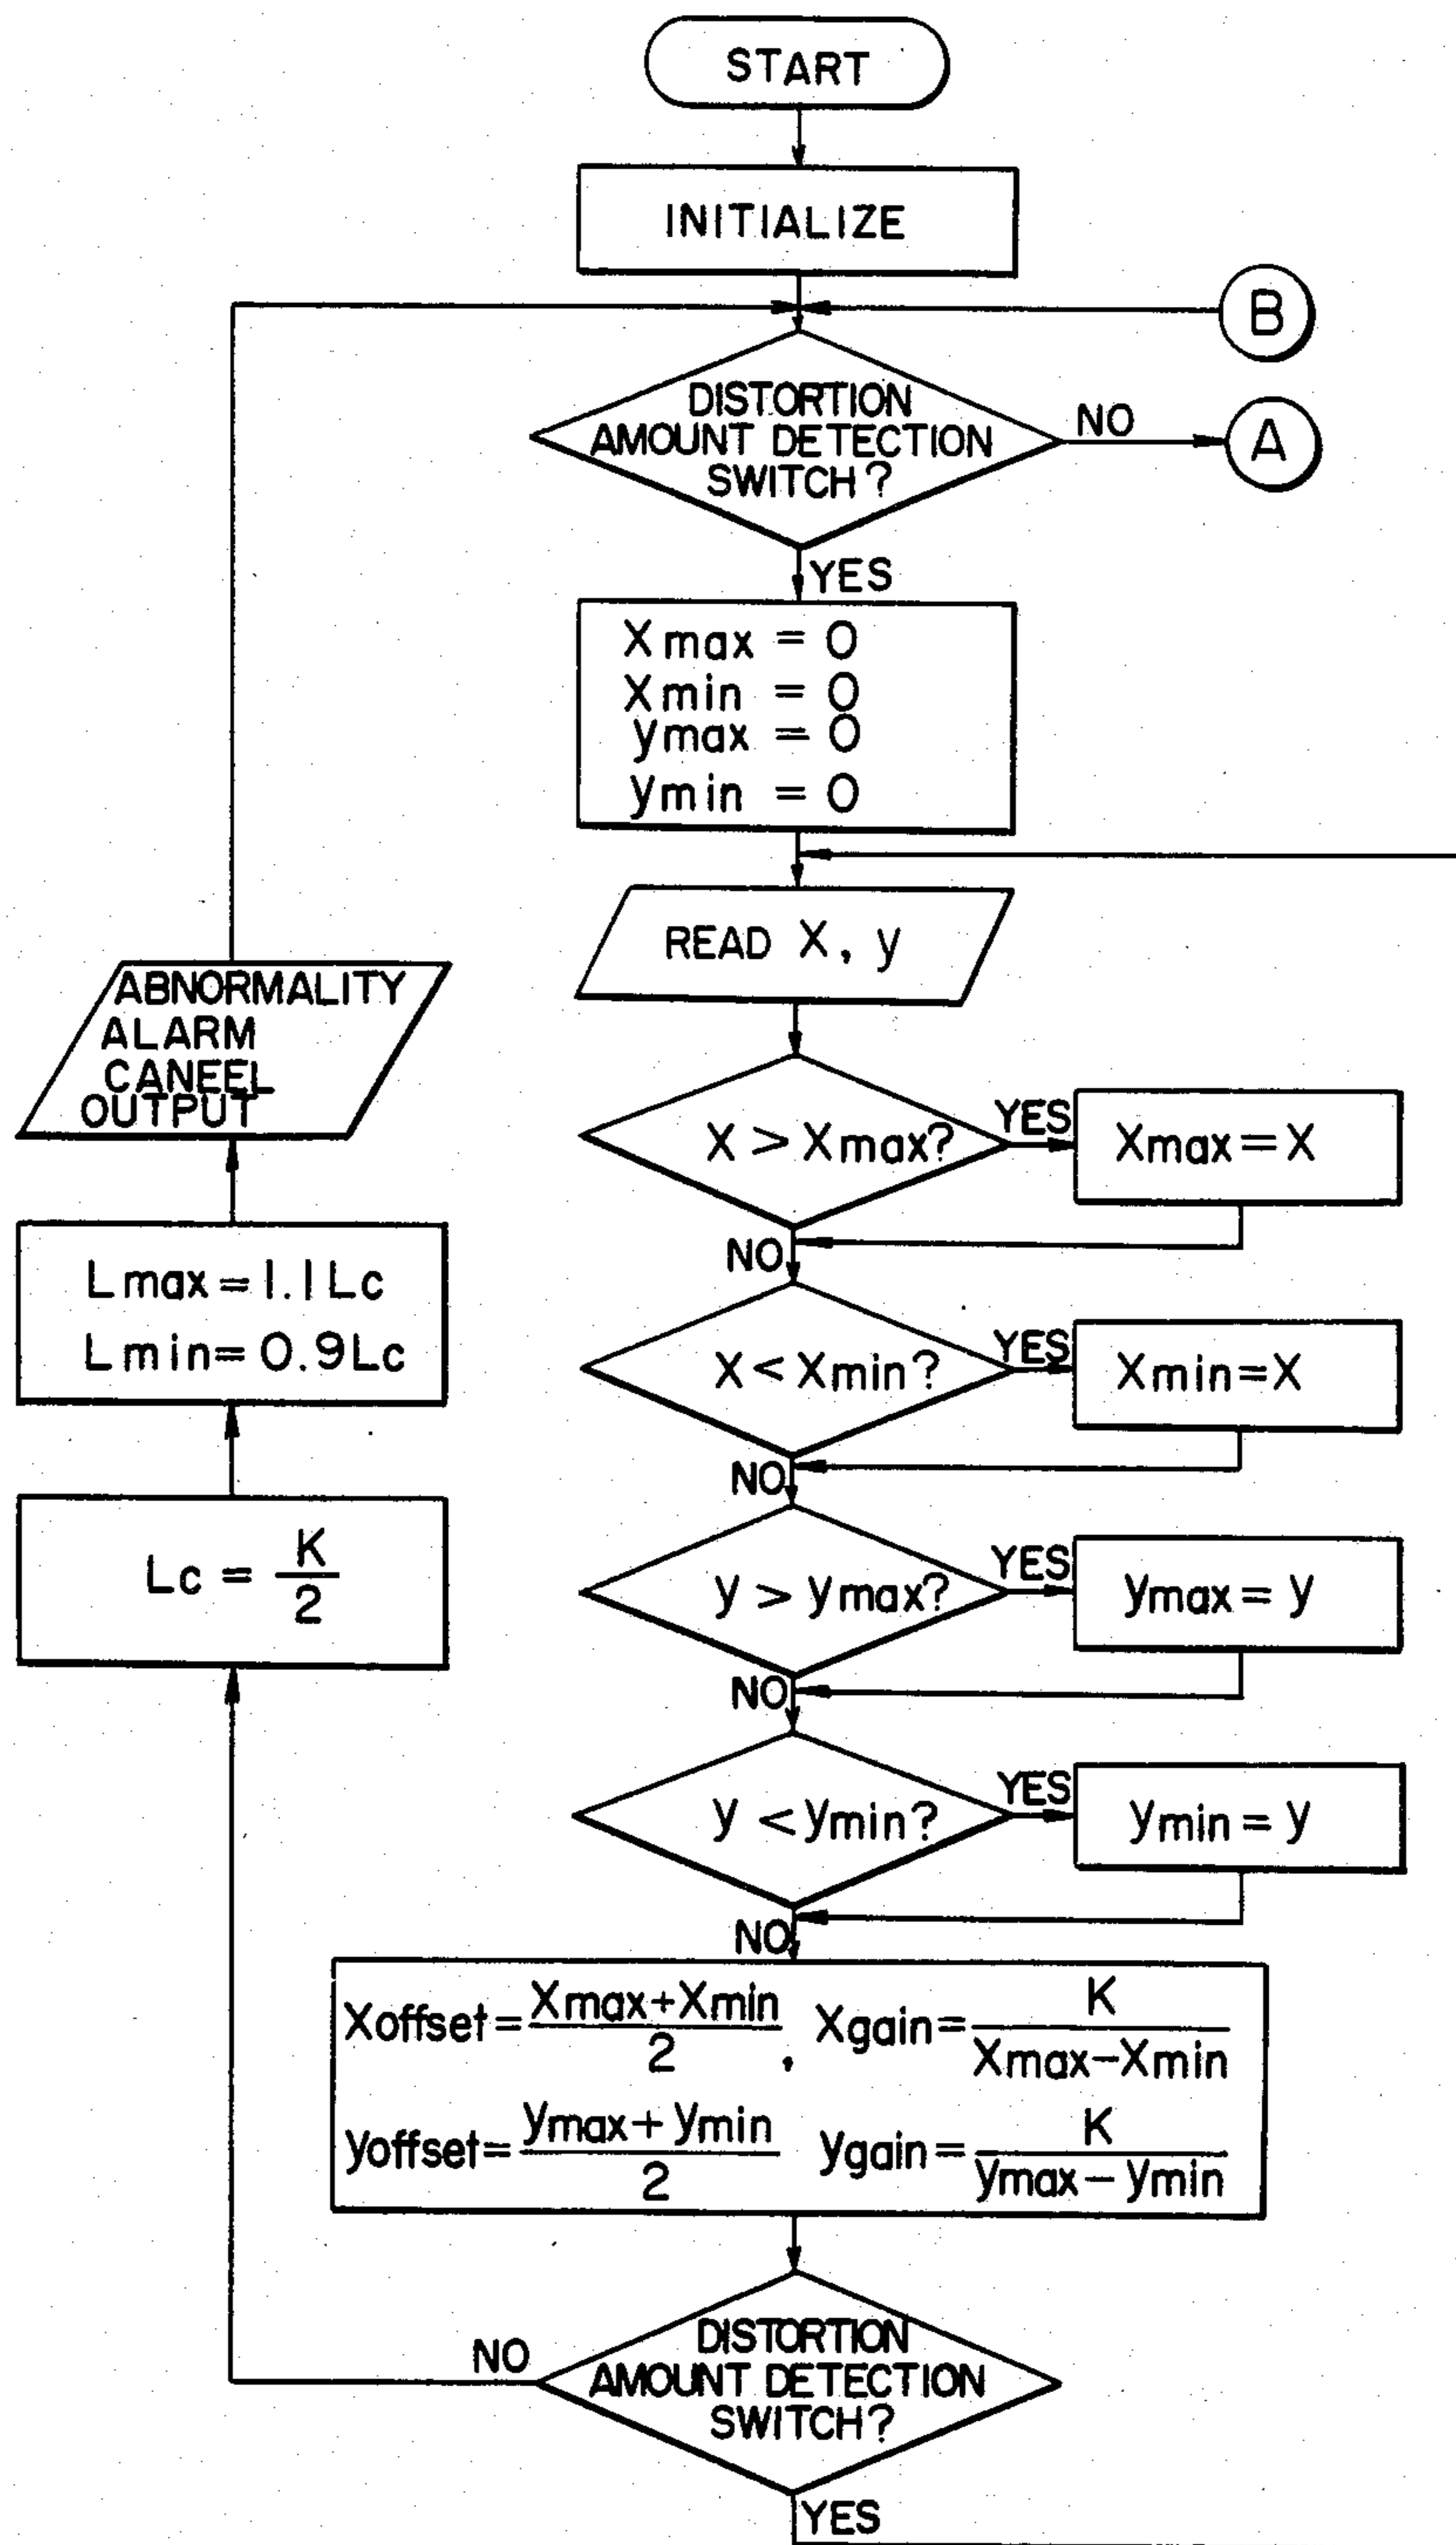 START
INITIALIZE
B
DISTORTION
AMOUNT DETECTION
SWITCH?
NO
A
YES
Xmax = 0
Xmin = 0
ymax = 0
ymin = 0
READ X, y
ABNORMALITY
ALARM
CANEEL
OUTPUT
X > Xmax?
YES
Xmax = X
NO
Lmax = 1.1Lc
Lmin = 0.9Lc
X < Xmin?
YES
Xmin = X
NO
Lc = K/2
y > ymax?
YES
ymax = y
NO
y < ymin?
YES
ymin = y
NO
Xoffset = Xmax+Xmin/2, Xgain = K/Xmax-Xmin
yoffset = ymax+ymin/2 ygain = K/ymax-ymin
DISTORTION
AMOUNT DETECTION
SWITCH?
NO
YES